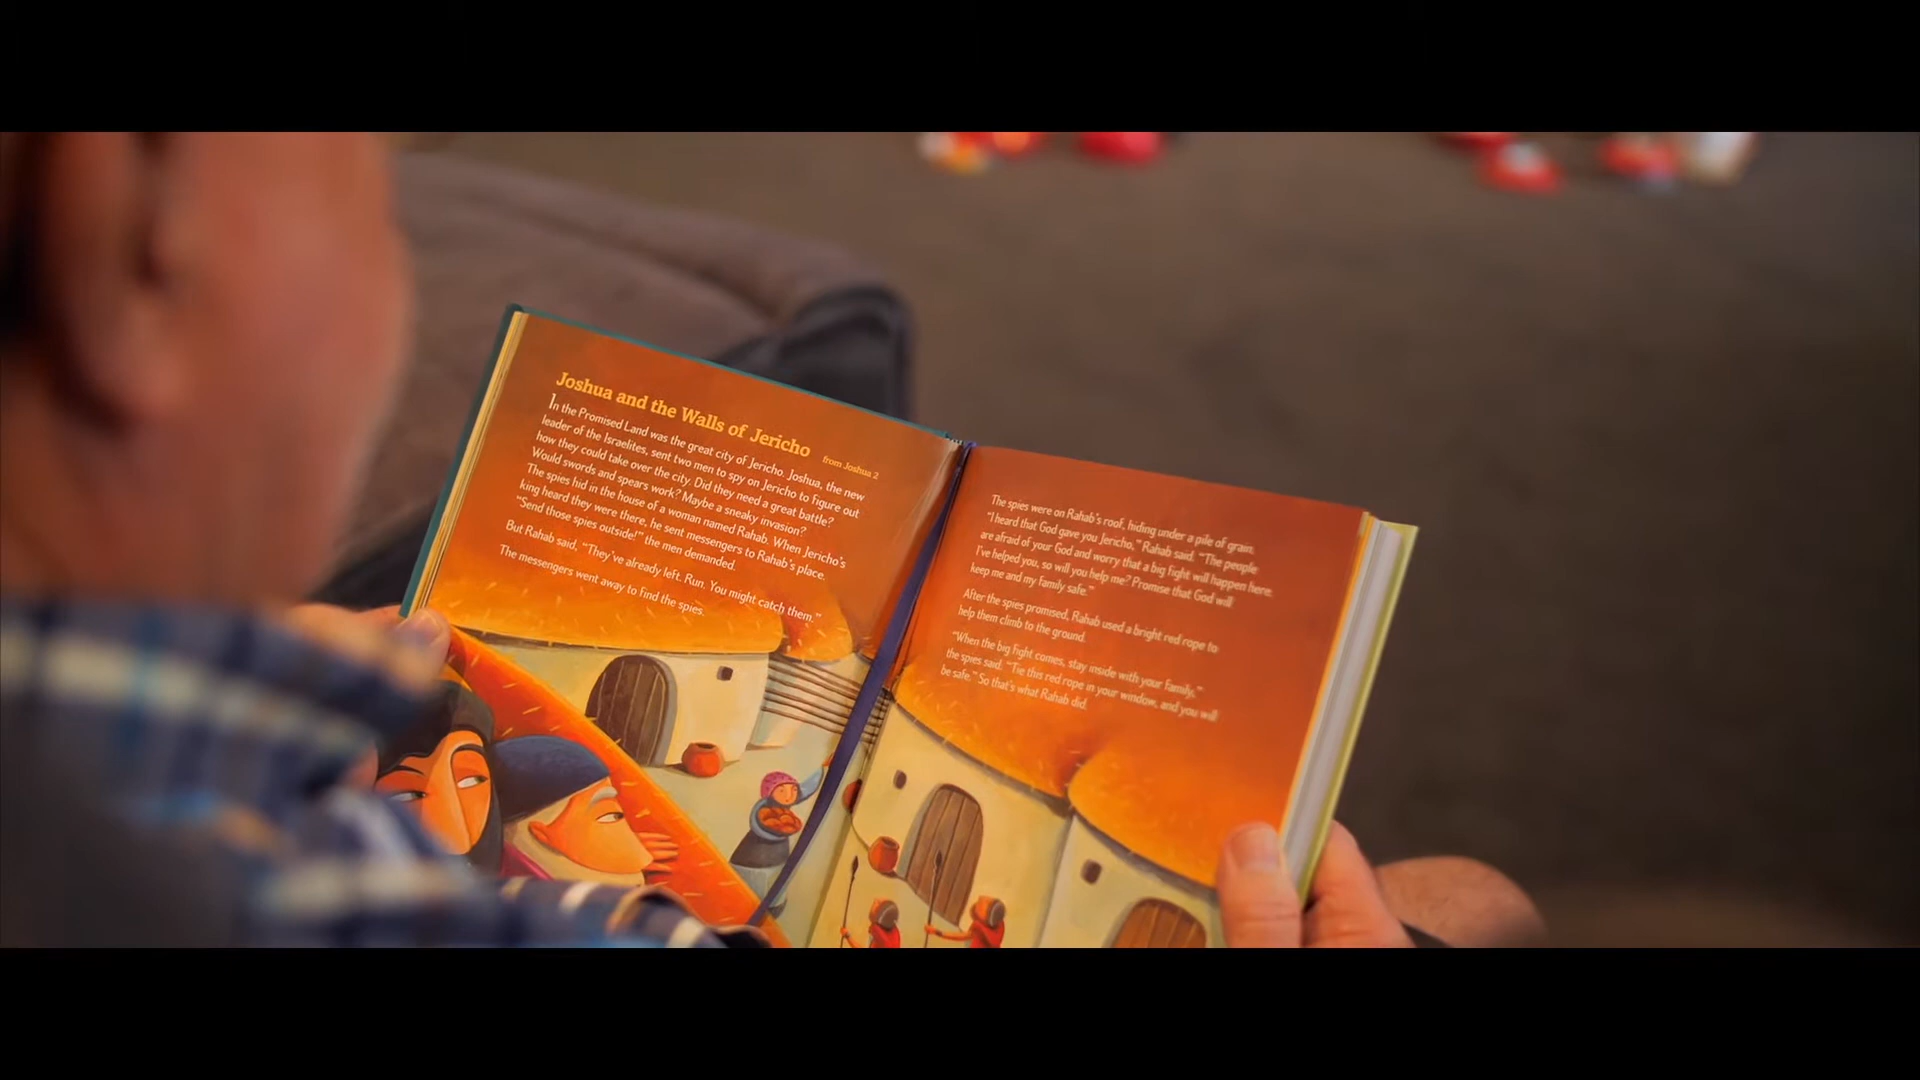 Joshua and the Walls of Jericho
from Joshua 2
In the Promised Land was the great city of Jericho. Joshua, the new
leader of the Israelites, sent two men to spy on Jericho to figure out
how they could take over the city. Did they need a great battle?
Would swords and spears work? Maybe a sneaky invasion?
The spies hid in the house of a woman named Rahab. When Jericho's
king heard they were there, he sent messengers to Rahab's place.
"Send those spies outside!" the men demanded.
But Rahab said, "They've already left. Run. You might catch them."
The messengers went away to find the spies.
The spies were on Rahab's roof, hiding under a pile of grain.
"I heard that God gave you Jericho," Rahab said. "The people
are afraid of your God and worry that a big fight will happen here.
I've helped you, so will you help me? Promise that God will
keep me and my family safe."
After the spies promised, Rahab used a bright red rope to
help them climb to the ground.
"When the big fight comes, stay inside with your family,"
the spies said. "Tie this red rope in your window, and you will
be safe." So that's what Rahab did.